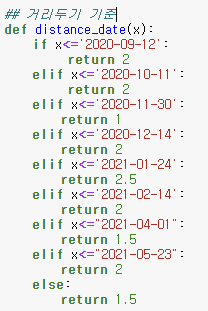 ## 거리두기 기준
def distance_date(x):
    if x<='2020-09-12':
        return 2
    elif x<='2020-10-11':
        return 2
    elif x<='2020-11-30':
        return 1
    elif x<='2020-12-14':
        return 2
    elif x<='2021-01-24':
        return 2.5
    elif x<='2021-02-14':
        return 2
    elif x<="2021-04-01":
        return 1.5
    elif x<="2021-05-23":
        return 2
    else:
        return 1.5